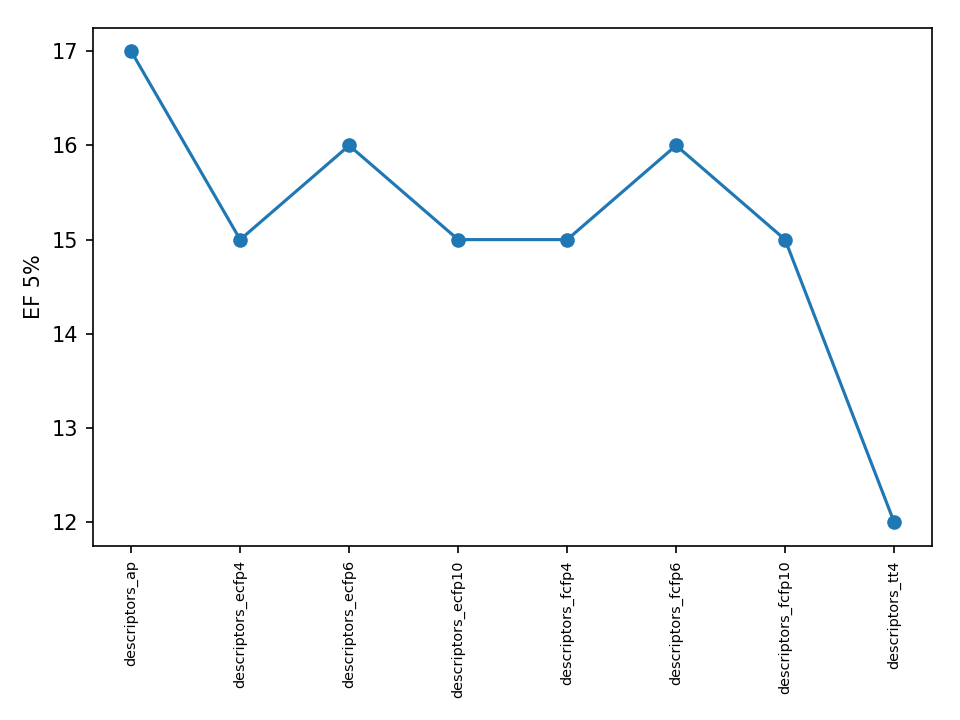 EF 5%
17
16
15
14
13
12
descriptors_ap
descriptors_ecfp4
descriptors_ecfp6
descriptors_ecfp10
descriptors_fcfp4
descriptors_fcfp6
descriptors_fcfp10
descriptors_tt4